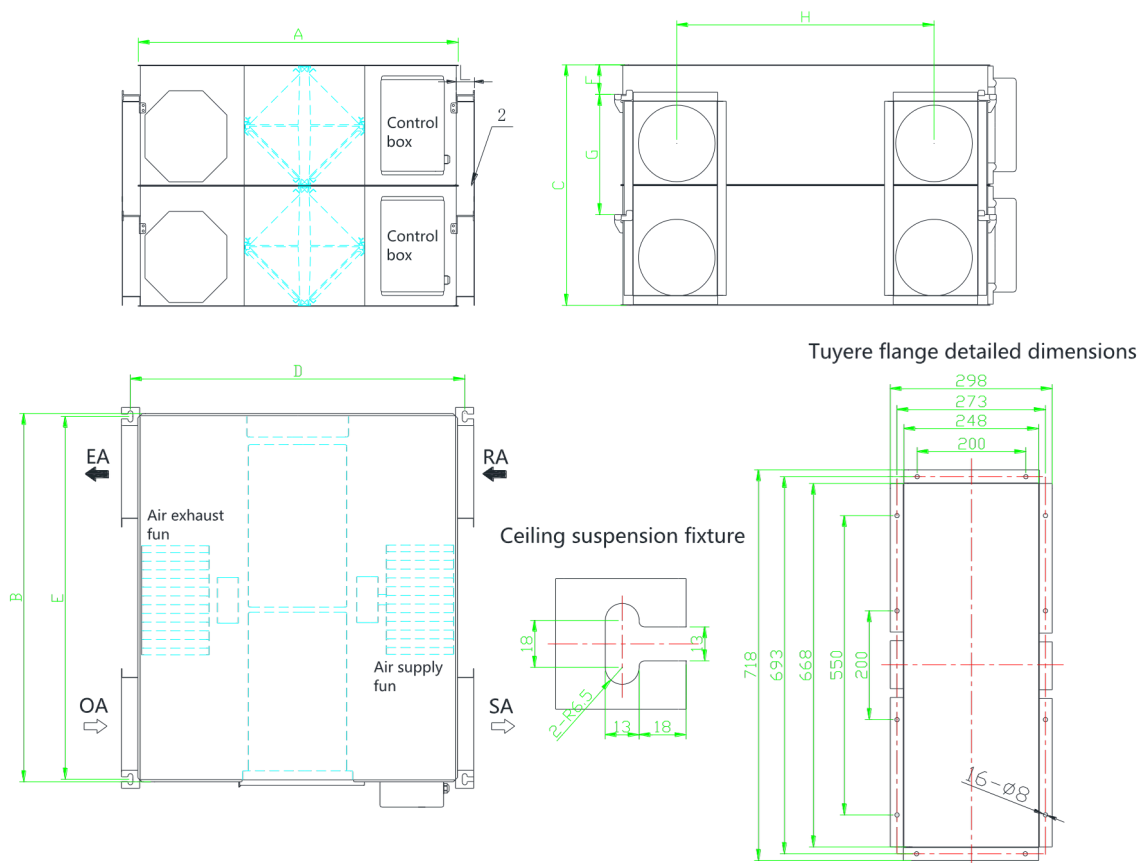 A
H
F
2
Control
box
G
C
Control
box
Tuyere flange detailed dimensions
D
298
273
248
200
EA
RA
Air exhaust
fun
Ceiling suspension fixture
B
E
18
13
718
693
668
550
200
Air supply
fun
OA
SA
2-R6.5
13
18
16-Ø8